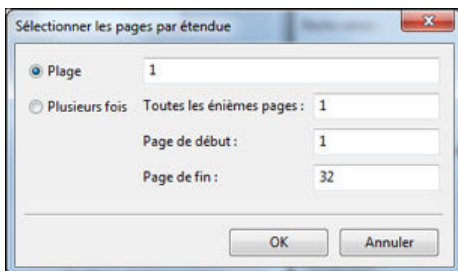 Sélectionner les pages par étendue
Plage 1
Plusieurs fois Toutes les énièmes pages : 1
Page de début : 1
Page de fin : 32
OK Annuler